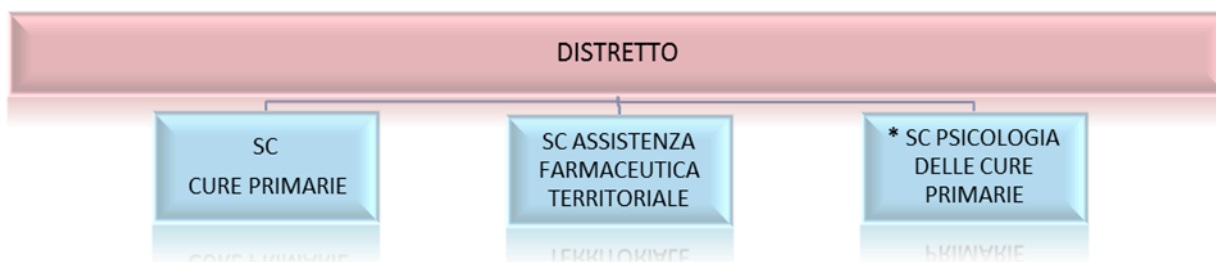 DISTRETTO
SC
CURE PRIMARIE
SC ASSISTENZA
FARMACEUTICA
TERRITORIALE
* SC PSICOLOGIA
DELLE CURE
PRIMARIE